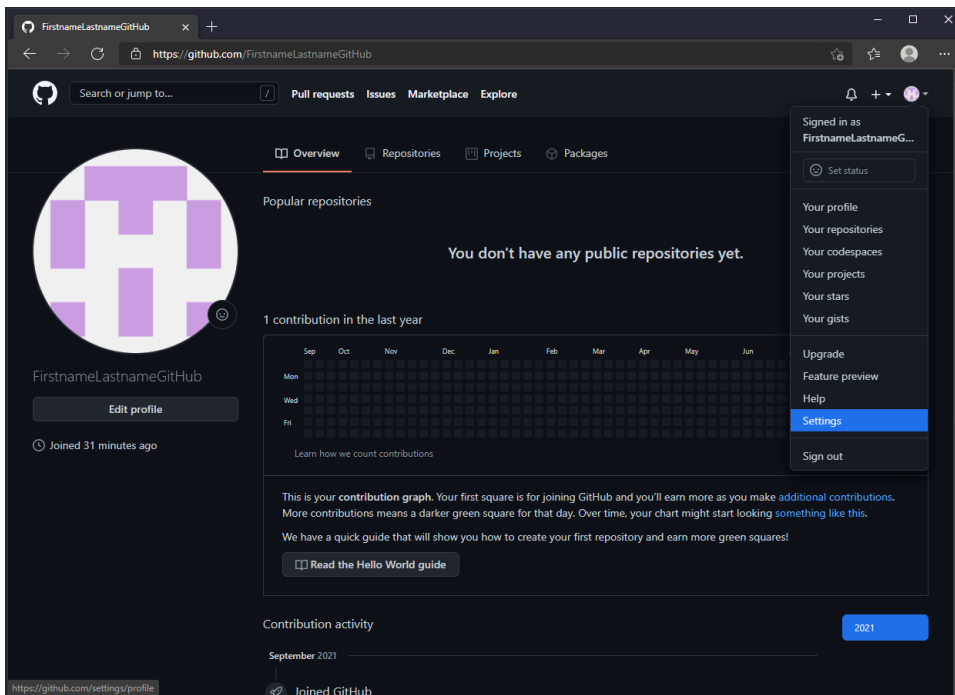 FirstnameLastnameGitHub
https://github.com/FirstnameLastnameGitHub
Search or jump to...
/
Pull requests Issues Marketplace Explore
Signed in as
FirstnameLastnameG...
Set status
Your profile
Your repositories
Your codespaces
Your projects
Your stars
Your gists
Upgrade
Feature preview
Help
Settings
Sign out
Overview Repositories Projects Packages
Popular repositories
You don't have any public repositories yet.
FirstnameLastnameGitHub
Edit profile
Joined 31 minutes ago
1 contribution in the last year
Sep Oct Nov Dec Jan Feb Mar Apr May Jun
Mon
Wed
Fri
Learn how we count contributions
This is your contribution graph. Your first square is for joining GitHub and you'll earn more as you make additional contributions.
More contributions means a darker green square for that day. Over time, your chart might start looking something like this.
We have a quick guide that will show you how to create your first repository and earn more green squares!
Read the Hello World guide
Contribution activity
2021
September 2021
Joined GitHub
https://github.com/settings/profile